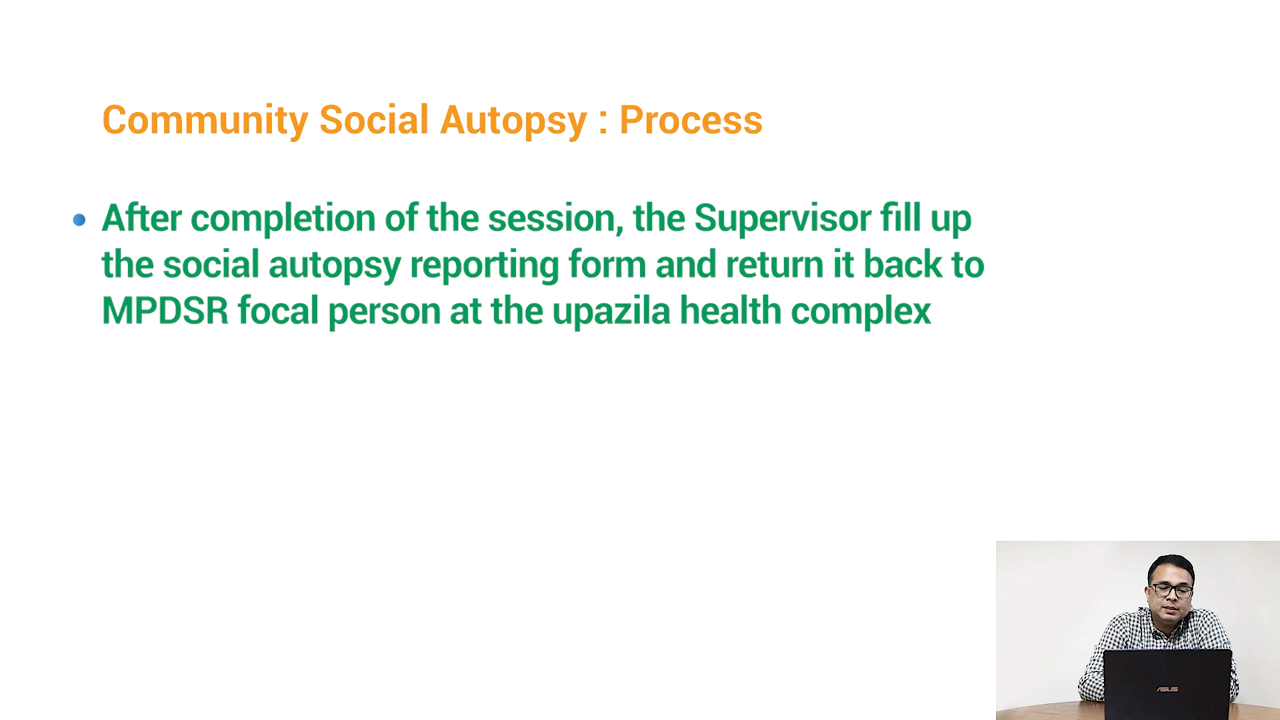 Community Social Autopsy : Process
• After completion of the session, the Supervisor fill up
the social autopsy reporting form and return it back to
MPDSR focal person at the upazila health complex
ASUS